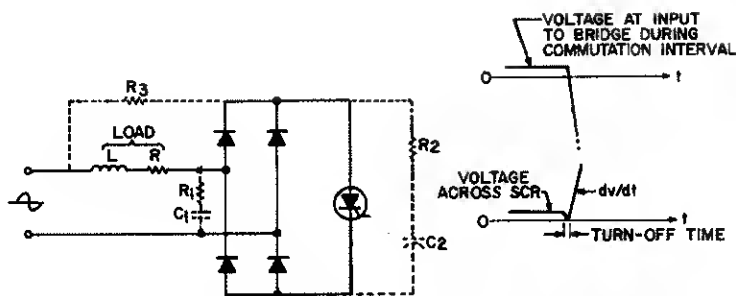 R3
LOAD
L R
R1
C1
R2
C2
VOLTAGE AT INPUT
TO BRIDGE DURING
COMMUTATION INTERVAL
O t
VOLTAGE
ACROSS SCR
dv/dt
O t
TURN-OFF TIME